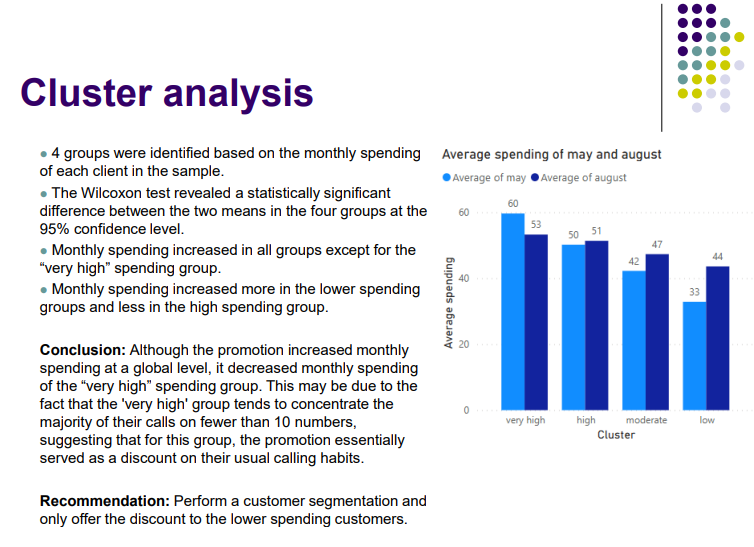 Cluster analysis
● 4 groups were identified based on the monthly spending
of each client in the sample.
● The Wilcoxon test revealed a statistically significant
difference between the two means in the four groups at the
95% confidence level.
● Monthly spending increased in all groups except for the
“very high” spending group.
● Monthly spending increased more in the lower spending
groups and less in the high spending group.
Conclusion: Although the promotion increased monthly
spending at a global level, it decreased monthly spending
of the “very high” spending group. This may be due to the
fact that the 'very high' group tends to concentrate the
majority of their calls on fewer than 10 numbers,
suggesting that for this group, the promotion essentially
served as a discount on their usual calling habits.
Recommendation: Perform a customer segmentation and
only offer the discount to the lower spending customers.
Average spending of may and august
Average of may Average of august
Average spending
60
40
20
0
60
53
50
51
42
47
33
44
very high high moderate low
Cluster